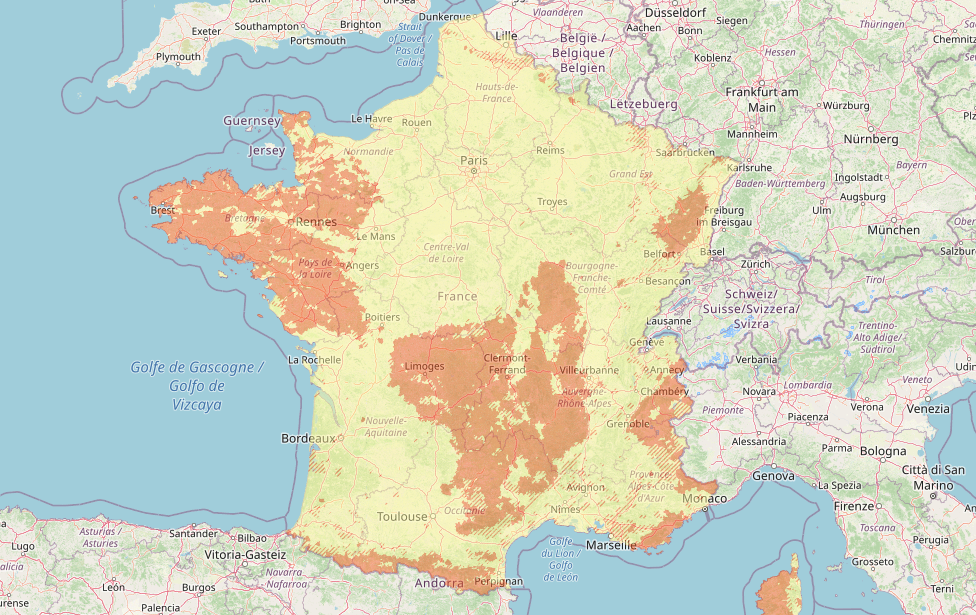 Bath
on-Sea
Dunkerque
Vlaanderen
Düsseldorf
Siegen
Thüringen
Southampton
Brighton
Strait
of Dover /
Pas de
Calais
Exeter
Portsmouth
Lille
België /
Belgique /
Belgien
Aachen
Bonn
Chemnitz
Plymouth
Koblenz
Hessen
Hauts-de-
France
Frankfurt am
Main
Lëtzebuerg
Würzburg
Guernsey
Le Havre
Rouen
Mannheim
Nürnberg
Jersey
Normandie
Paris
Reims
Saarbrücken
Karlsruhe
Bayern
Grand Est
Baden-Württemberg
Ingolstadt
Brest
Bretagne
Rennes
Troyes
Freiburg
im Breisgau
Ulm
Augsburg
München
Le Mans
Centre-Val
de Loire
Belfort
Basel
Salzburg
Pays de
la Loire
Angers
Bourgogne-
Franche-
Comté
Zürich
Besançon
Tirol
France
Schweiz/
Suisse/Svizzera/
Svizra
Poitiers
Lausanne
Trentino-
Alto Adige/
Südtirol
Genève
La Rochelle
Limoges
Clermont-
Ferrand
Villeurbanne
Annecy
Verbania
Golfe de Gascogne /
Golfo de
Vizcaya
Auvergne-
Rhône-Alpes
Chambéry
Novara
Lombardia
Veneto
Verona
Venezia
Piemonte
Piacenza
Nouvelle-
Aquitaine
Grenoble
Bordeaux
Alessandria
Parma
Bologna
Genova
Città di San
Marino
Avignon
Provence-
Alpes-Côte
d'Azur
La Spezia
Monaco
Toulouse
Occitanie
Nîmes
Firenze
Lugo
Asturias /
Asturies
Santander
Bilbao
Marseille
Golfe
du Lion /
Golfo
de León
Toscana
Perugia
Vitoria-Gasteiz
Grosseto
León
Navarra -
Nafarroa
Andorra
Perpignan
Burgos
Palencia